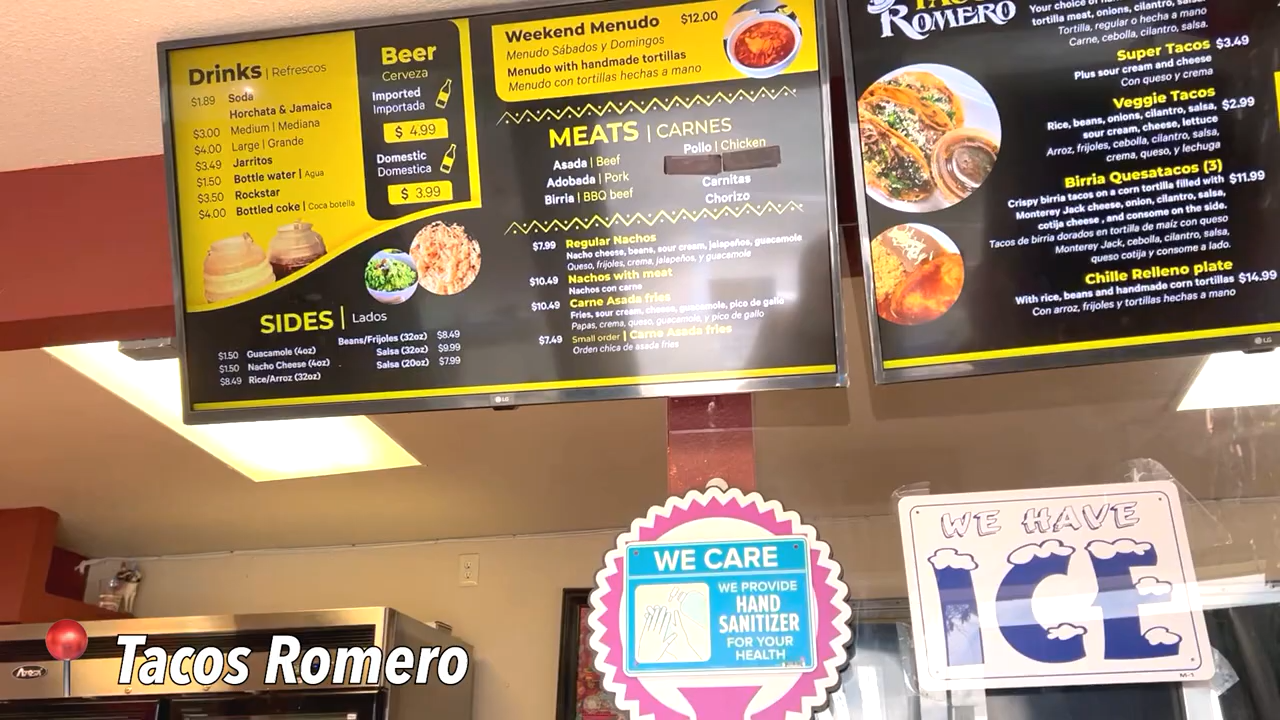 Drinks | Refrescos
$1.89 Soda
Horchata & Jamaica
$3.00 Medium | Mediana
$4.00 Large | Grande
$3.49 Jarritos
$1.50 Bottle water | Agua
$3.50 Rockstar
$4.00 Bottled coke | Coca botella
Beer
Cerveza
Imported
Importada
$ 4.99
Domestic
Domestica
$ 3.99
SIDES | Lados
$1.50 Guacamole (4oz)
$1.50 Nacho Cheese (4oz)
$8.49 Rice/Arroz (32oz)
Beans/Frijoles (32oz) $8.49
Salsa (32oz) $9.99
Salsa (20oz) $7.99
Weekend Menudo $12.00
Menudo Sábados y Domingos
Menudo with handmade tortillas
Menudo con tortillas hechas a mano
MEATS | CARNES
Asada | Beef
Adobada | Pork
Birria | BBQ beef
Pollo | Chicken
Carnitas
Chorizo
$7.99 Regular Nachos
Nacho cheese, beans, sour cream, jalapeños, guacamole
Queso, frijoles, crema, jalapeños, y guacamole
$10.49 Nachos with meat
Nachos con carne
$10.49 Carne Asada fries
Fries, sour cream, cheese, guacamole, pico de gallo
Papas, crema, queso, guacamole, y pico de gallo
$7.49 Small order | Carne Asada fries
Orden chica de asada fries
LG
TACOS
ROMERO
Your choice of
tortilla meat, onions, cilantro, salsa.
Tortilla, regular o hecha a mano
Carne, cebolla, cilantro, salsa.
Super Tacos $3.49
Plus sour cream and cheese
Con queso y crema
Veggie Tacos
Rice, beans, onions, cilantro, salsa, $2.99
sour cream, cheese, lettuce
Arroz, frijoles, cebolla, cilantro, salsa,
crema, queso, y lechuga
Birria Quesatacos (3)
Crispy birria tacos on a corn tortilla filled with $11.99
Monterey Jack cheese, onion, cilantro, salsa,
cotija cheese, and consome on the side.
Tacos de birria dorados en tortilla de maíz con queso
Monterey Jack, cebolla, cilantro, salsa,
queso cotija y consome a lado.
Chille Relleno plate
With rice, beans and handmade corn tortillas $14.99
Con arroz, frijoles y tortillas hechas a mano
LG
WE CARE
WE PROVIDE
HAND
SANITIZER
FOR YOUR
HEALTH
WE HAVE
ICE
M-1
Atosa
Tacos Romero